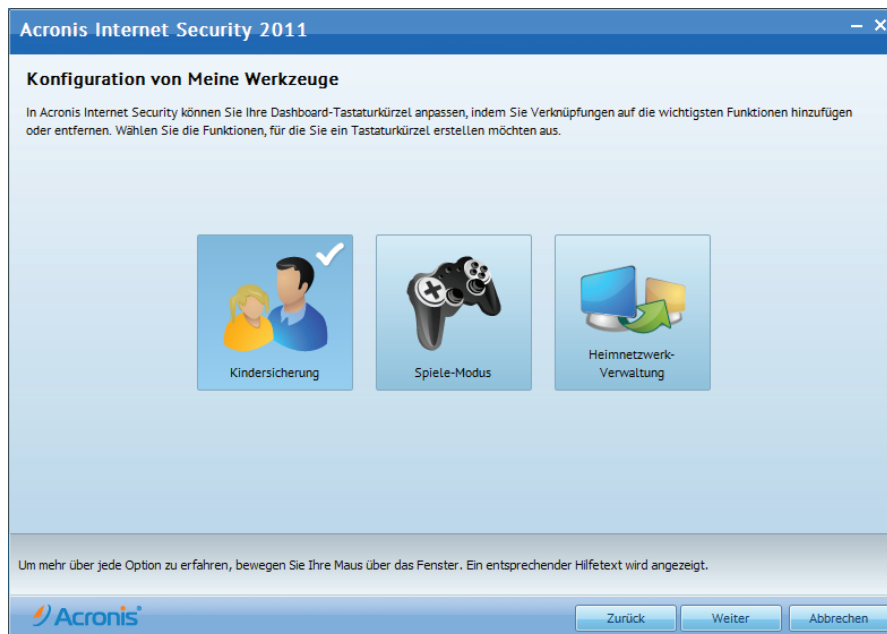 Acronis Internet Security 2011
Konfiguration von Meine Werkzeuge
In Acronis Internet Security können Sie Ihre Dashboard-Tastaturkürzel anpassen, indem Sie Verknüpfungen auf die wichtigsten Funktionen hinzufügen
oder entfernen. Wählen Sie die Funktionen, für die Sie ein Tastaturkürzel erstellen möchten aus.
Kindersicherung
Spiele-Modus
Heimnetzwerk-
Verwaltung
Um mehr über jede Option zu erfahren, bewegen Sie Ihre Maus über das Fenster. Ein entsprechender Hilfetext wird angezeigt.
Acronis
Zurück
Weiter
Abbrechen